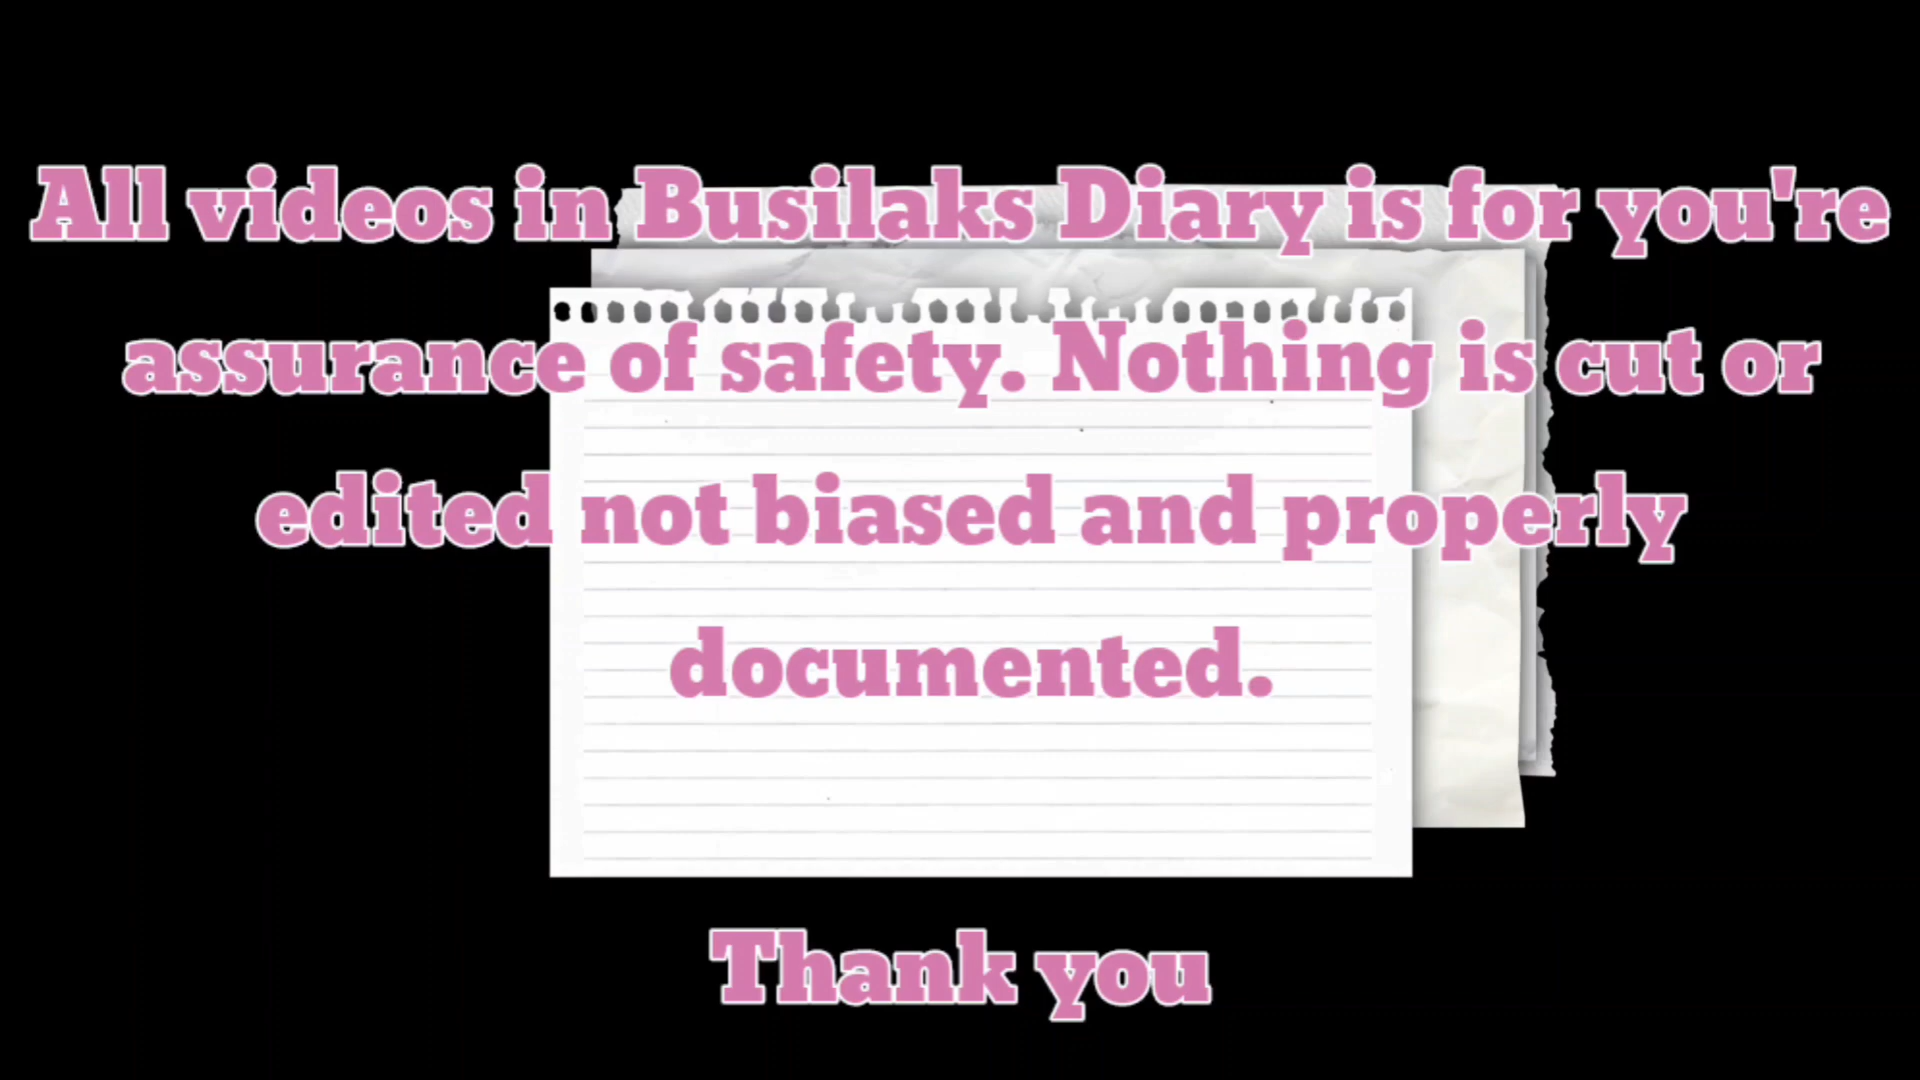 All videos in Busilaks Diary is for you're
assurance of safety. Nothing is cut or
edited not biased and properly
documented.
Thank you